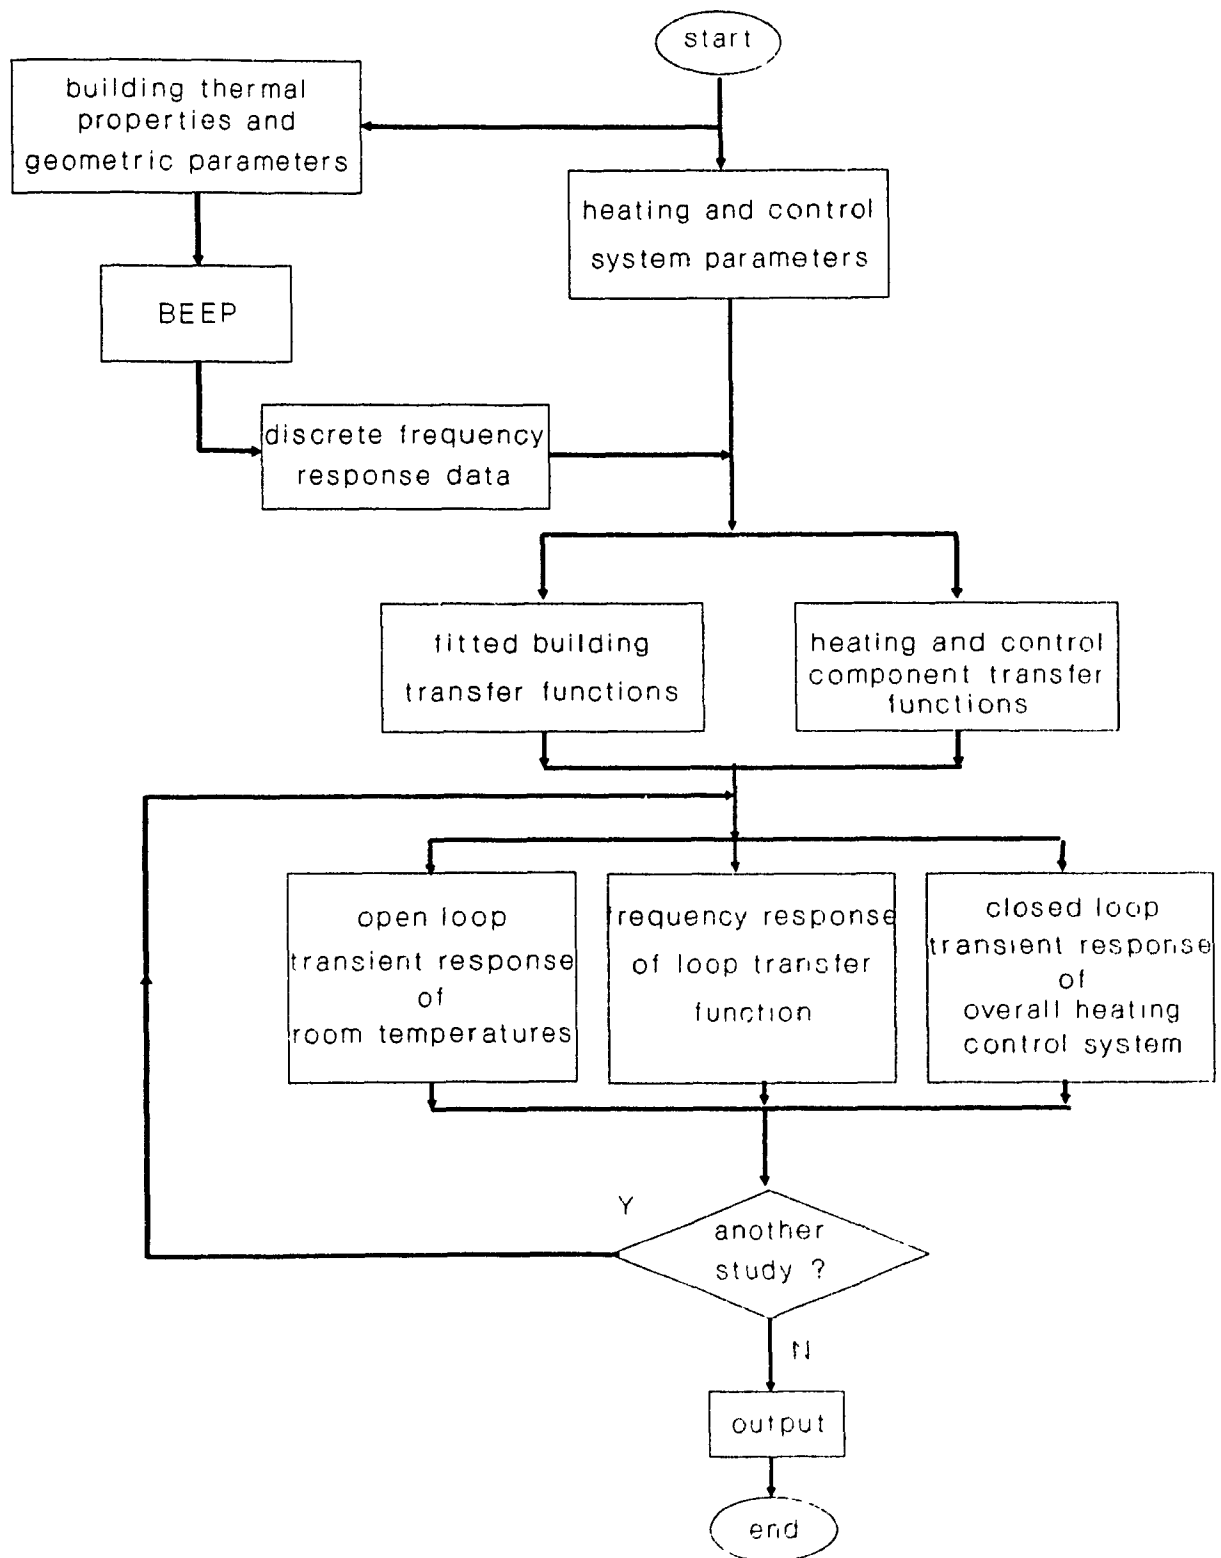 start
building thermal
properties and
geometric parameters
heating and control
system parameters
BEEP
discrete frequency
response data
fitted building
transfer functions
heating and control
component transfer
functions
open loop
transient response
of
room temperatures
frequency response
of loop transfer
function
closed loop
transient response
of
overall heating
control system
Y
another
study ?
N
output
end